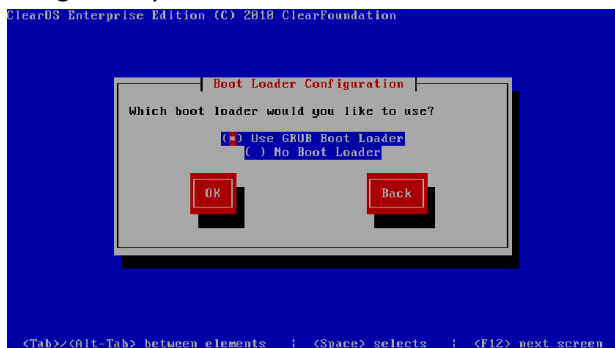 ClearOS Enterprise Edition (C) 2010 ClearFoundation
Boot Loader Configuration
Which boot loader would you like to use?
(*) Use GRUB Boot Loader
( ) No Boot Loader
OK
Back
<Tab>/<Alt-Tab> between elements | <Space> selects | <F12> next screen